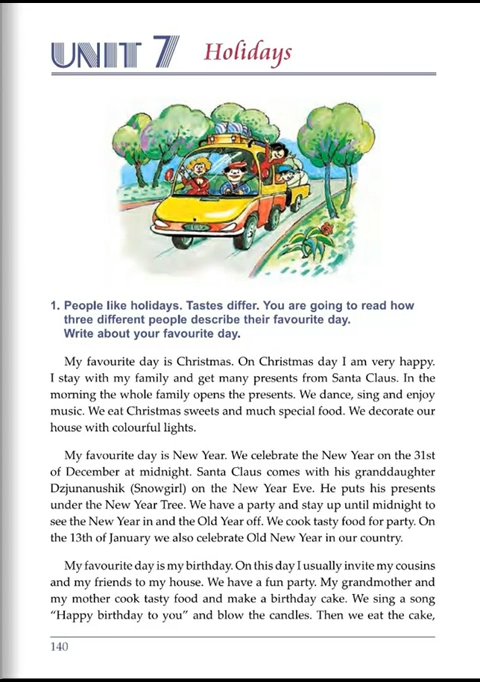 UNIT 7 Holidays
1. People like holidays. Tastes differ. You are going to read how
three different people describe their favourite day.
Write about your favourite day.
My favourite day is Christmas. On Christmas day I am very happy.
I stay with my family and get many presents from Santa Claus. In the
morning the whole family opens the presents. We dance, sing and enjoy
music. We eat Christmas sweets and much special food. We decorate our
house with colourful lights.
My favourite day is New Year. We celebrate the New Year on the 31st
of December at midnight. Santa Claus comes with his granddaughter
Dzjunanushik (Snowgirl) on the New Year Eve. He puts his presents
under the New Year Tree. We have a party and stay up until midnight to
see the New Year in and the Old Year off. We cook tasty food for party. On
the 13th of January we also celebrate Old New Year in our country.
My favourite day is my birthday. On this day I usually invite my cousins
and my friends to my house. We have a fun party. My grandmother and
my mother cook tasty food and make a birthday cake. We sing a song
“Happy birthday to you” and blow the candles. Then we eat the cake,
140